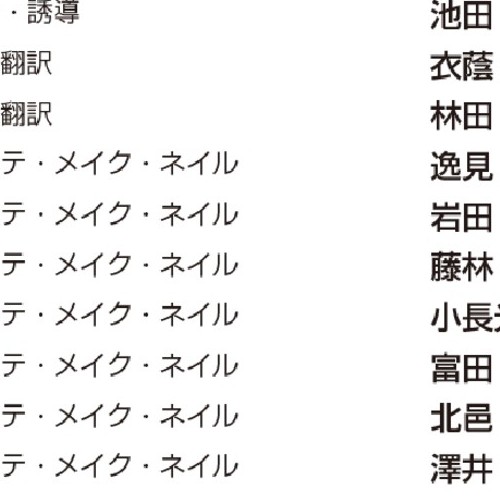 ・誘導 池田
翻訳 衣蔭
翻訳 林田
テ・メイク・ネイル 逸見
テ・メイク・ネイル 岩田
テ・メイク・ネイル 藤林
テ・メイク・ネイル 小長
テ・メイク・ネイル 富田
テ・メイク・ネイル 北邑
テ・メイク・ネイル 澤井